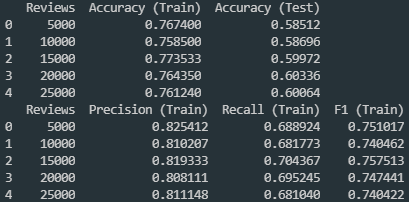 Reviews Accuracy (Train) Accuracy (Test)
0 5000 0.767400 0.58512
1 10000 0.758500 0.58696
2 15000 0.773533 0.59972
3 20000 0.764350 0.60336
4 25000 0.761240 0.60064
Reviews Precision (Train) Recall (Train) F1 (Train)
0 5000 0.825412 0.688924 0.751017
1 10000 0.810207 0.681773 0.740462
2 15000 0.819333 0.704367 0.757513
3 20000 0.808111 0.695245 0.747441
4 25000 0.811148 0.681040 0.740422